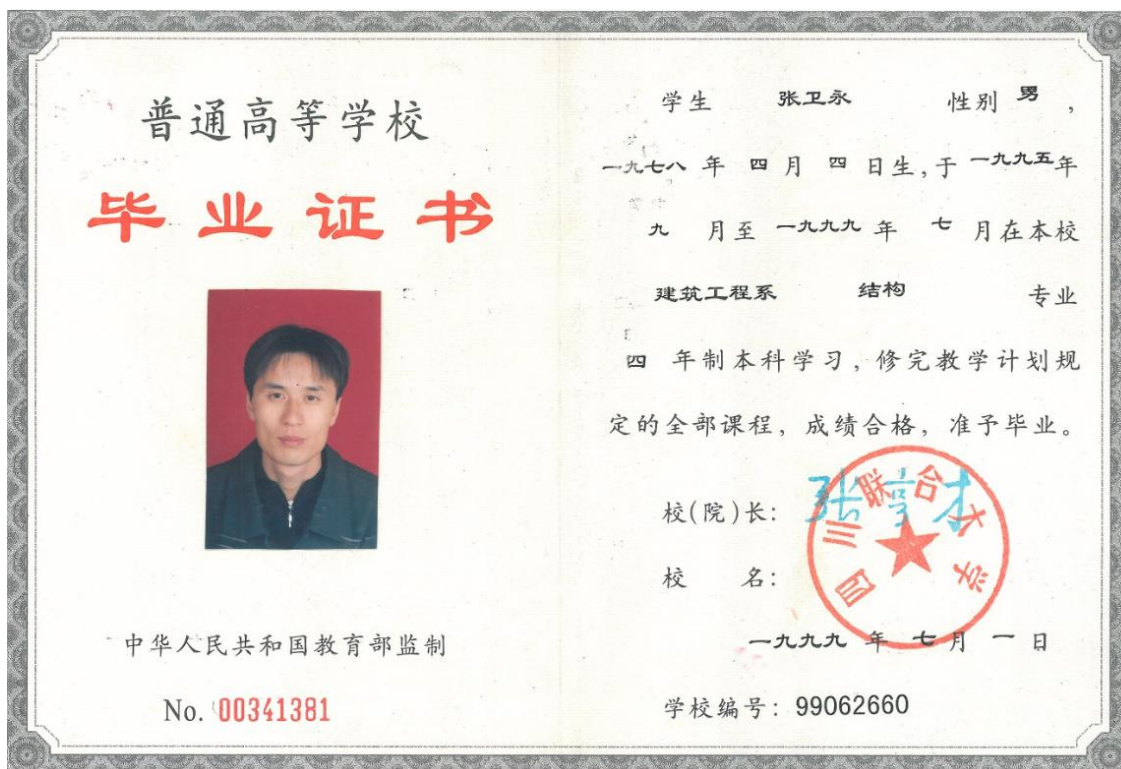 普通高等学校
毕业证书
中华人民共和国教育部监制
No. 00341381
学生 张卫永 性别 男,
一九七八 年 四 月 四 日生,于 一九九五年
九 月至 一九九九 年 七 月在本校
建筑工程系 结构 专业
四 年制本科学习, 修完教学计划规
定的全部课程, 成绩合格, 准予毕业。
校(院)长:
校 名:
四川联合大学
一九九九 年 七 月 一 日
学校编号: 99062660